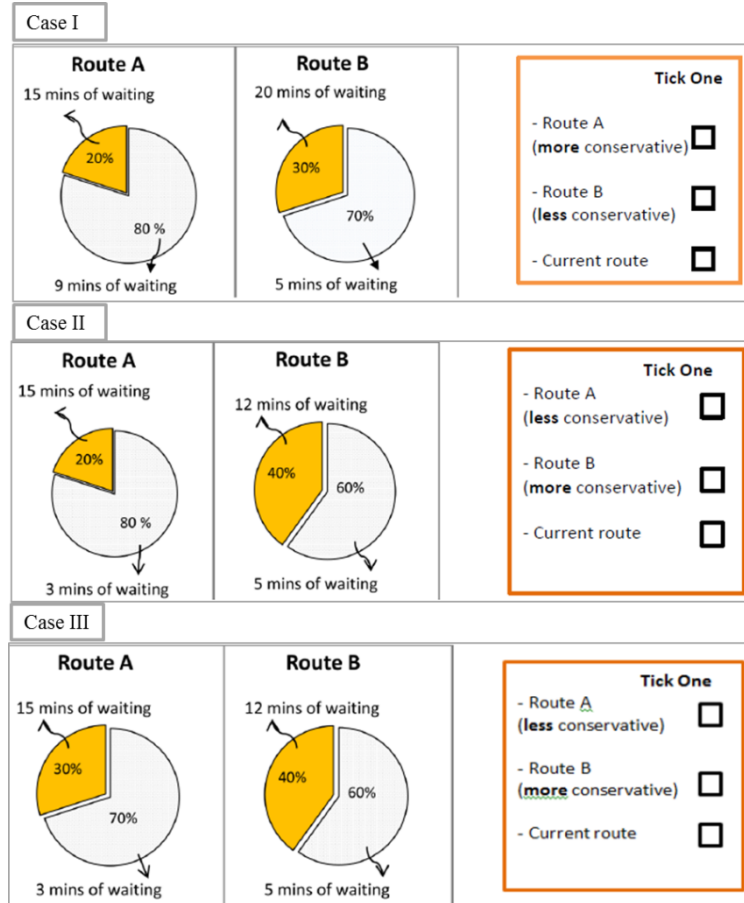 Case I
Route A
15 mins of waiting
20%
80 %
9 mins of waiting
Route B
20 mins of waiting
30%
70%
5 mins of waiting
Tick One
- Route A
(more conservative)
- Route B
(less conservative)
- Current route
Case II
Route A
15 mins of waiting
20%
80 %
3 mins of waiting
Route B
12 mins of waiting
40%
60%
5 mins of waiting
Tick One
- Route A
(less conservative)
- Route B
(more conservative)
- Current route
Case III
Route A
15 mins of waiting
30%
70%
3 mins of waiting
Route B
12 mins of waiting
40%
60%
5 mins of waiting
Tick One
- Route A
(less conservative)
- Route B
(more conservative)
- Current route